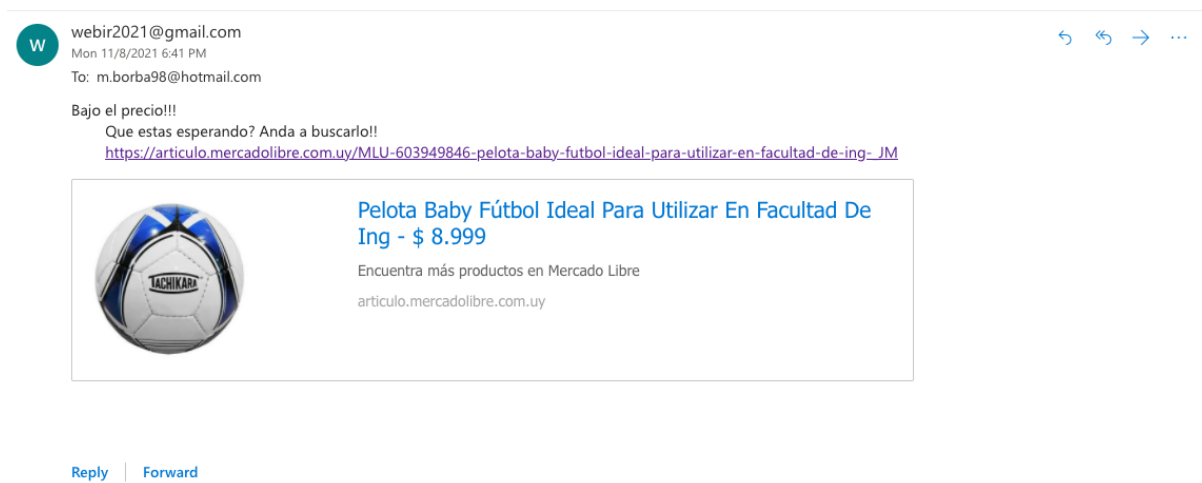 W
webir2021@gmail.com
Mon 11/8/2021 6:41 PM
To: m.borba98@hotmail.com
Bajo el precio!!!
Que estas esperando? Anda a buscarlo!!
https://articulo.mercadolibre.com.uy/MLU-603949846-pelota-baby-futbol-ideal-para-utilizar-en-facultad-de-ing-_JM
TACHIKARA
Pelota Baby Fútbol Ideal Para Utilizar En Facultad De
Ing - $ 8.999
Encuentra más productos en Mercado Libre
articulo.mercadolibre.com.uy
Reply
Forward